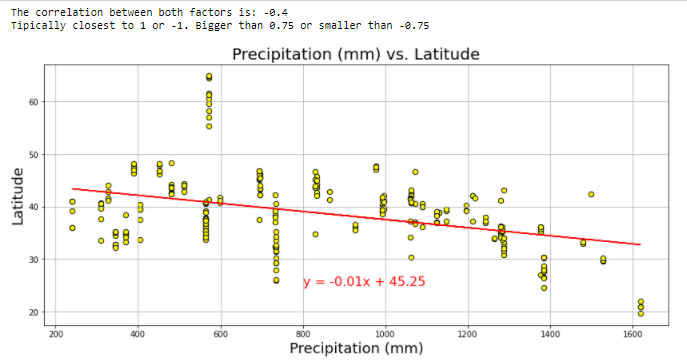 The correlation between both factors is: -0.4
Tipically closest to 1 or -1. Bigger than 0.75 or smaller than -0.75
Precipitation (mm) vs. Latitude
60
50
40
30
20
Latitude
y = -0.01x + 45.25
200 400 600 800 1000 1200 1400 1600
Precipitation (mm)